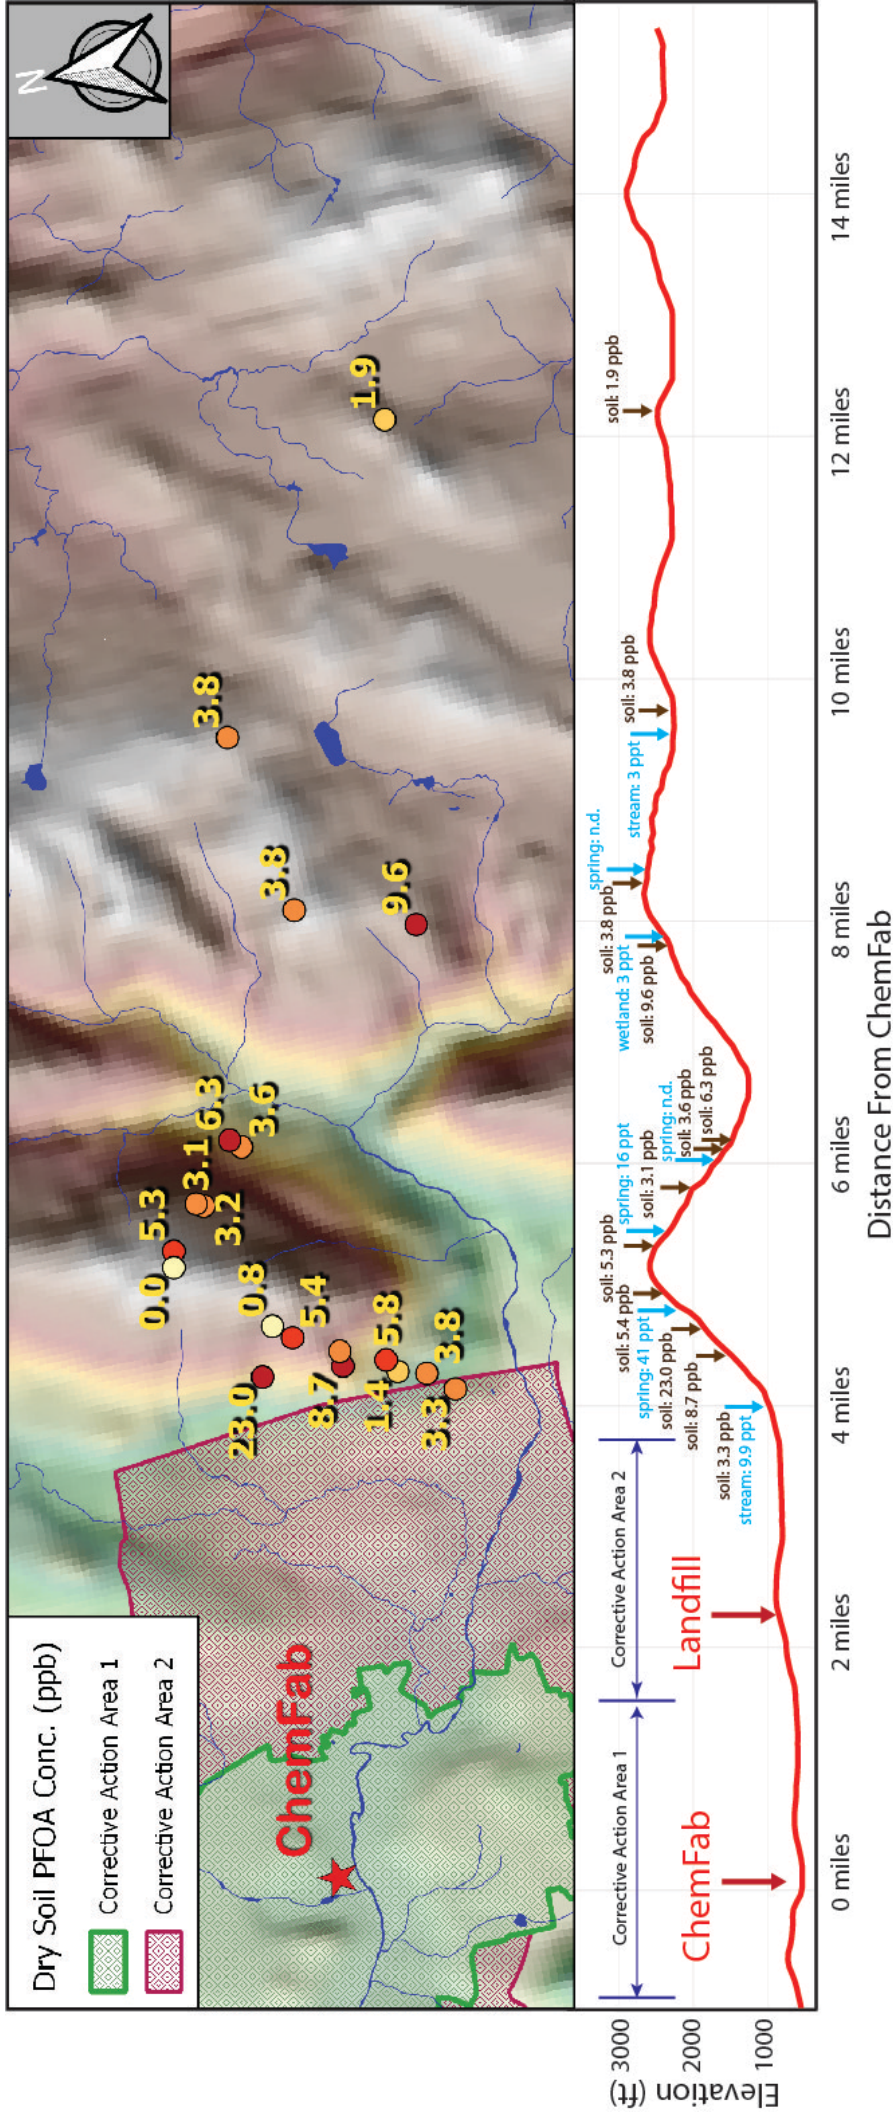 Dry Soil PFOA Conc. (ppb)
Corrective Action Area 1
Corrective Action Area 2
N
ChemFab
23.0
8.7
1.4
3.3
3.8
5.8
5.4
0.8
0.0
5.3
3.2
3.1
6.3
3.6
3.8
9.6
3.8
1.9
Elevation (ft)
3000
2000
1000
Corrective Action Area 1
Corrective Action Area 2
ChemFab
Landfill
soil: 3.3 ppb
stream: 9.9 ppt
soil: 8.7 ppb
soil: 23.0 ppb
spring: 41 ppt
soil: 5.4 ppb
soil: 5.3 ppb
spring: 16 ppt
soil: 3.1 ppb
spring: n.d.
soil: 3.6 ppb
soil: 6.3 ppb
soil: 9.6 ppb
wetland: 3 ppt
soil: 3.8 ppb
spring: n.d.
stream: 3 ppt
soil: 3.8 ppb
soil: 1.9 ppb
0 miles
2 miles
4 miles
6 miles
8 miles
10 miles
12 miles
14 miles
Distance From ChemFab